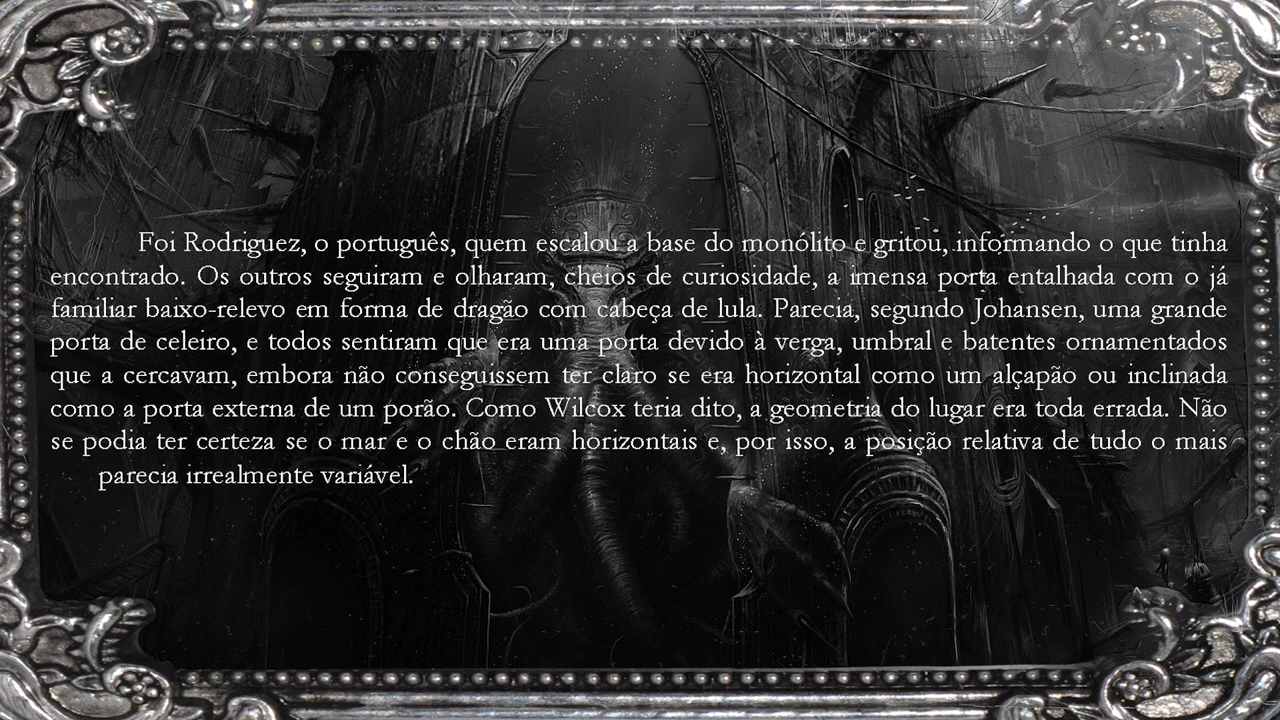 Foi Rodriguez, o português, quem escalou a base do monólito e gritou, informando o que tinha
encontrado. Os outros seguiram e olharam, cheios de curiosidade, a imensa porta entalhada com o já
familiar baixo-relevo em forma de dragão com cabeça de lula. Parecia, segundo Johansen, uma grande
porta de celeiro, e todos sentiram que era uma porta devido à verga, umbral e batentes ornamentados
que a cercavam, embora não conseguissem ter claro se era horizontal como um alçapão ou inclinada
como a porta externa de um porão. Como Wilcox teria dito, a geometria do lugar era toda errada. Não
se podia ter certeza se o mar e o chão eram horizontais e, por isso, a posição relativa de tudo o mais
parecia irrealmente variável.